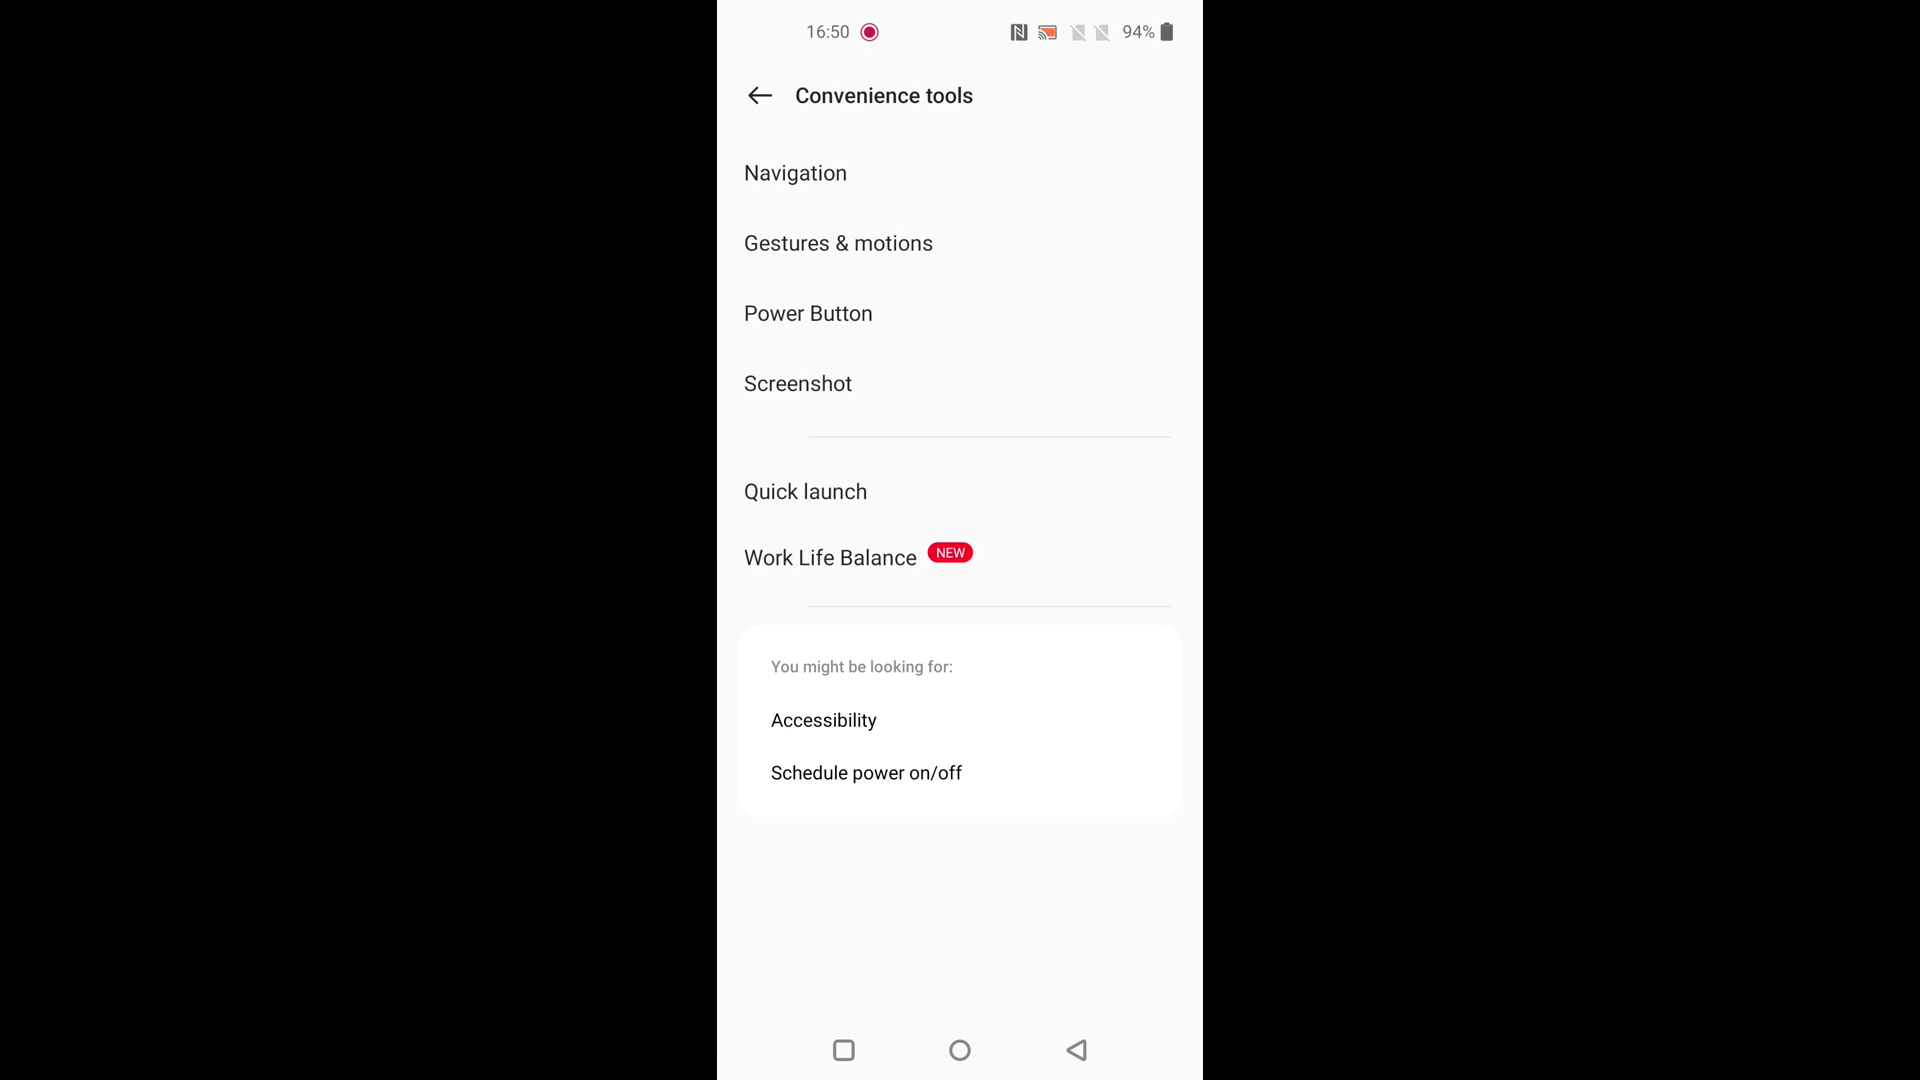 16:50
94%
Convenience tools
Navigation
Gestures & motions
Power Button
Screenshot
Quick launch
Work Life Balance NEW
You might be looking for:
Accessibility
Schedule power on/off